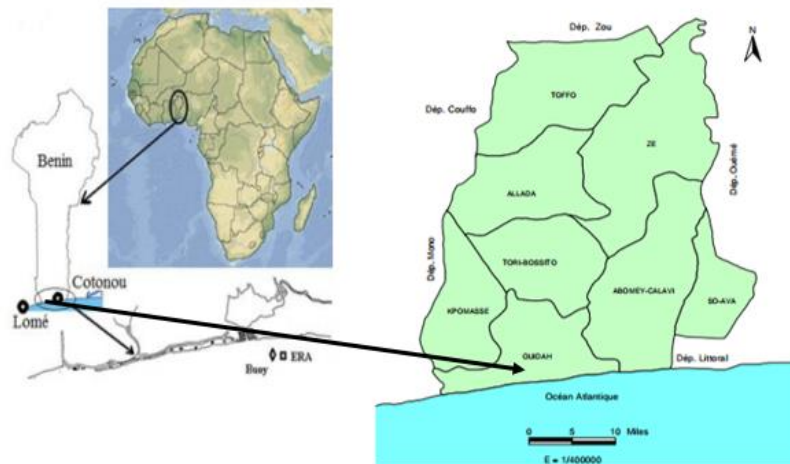 Benin
Cotonou
Lomé
Buoy
ERA
Dép. Zou
N
Dép. Couffo
TOFFO
ZE
Dép. Ouémé
ALLADA
Dép. Mono
TORI-BOSSITO
ABOMEY-CALAVI
SO-AVA
KPOMASSE
OUIDAH
Dép. Littoral
Océan Atlantique
0 5 10 Miles
E = 1/400000